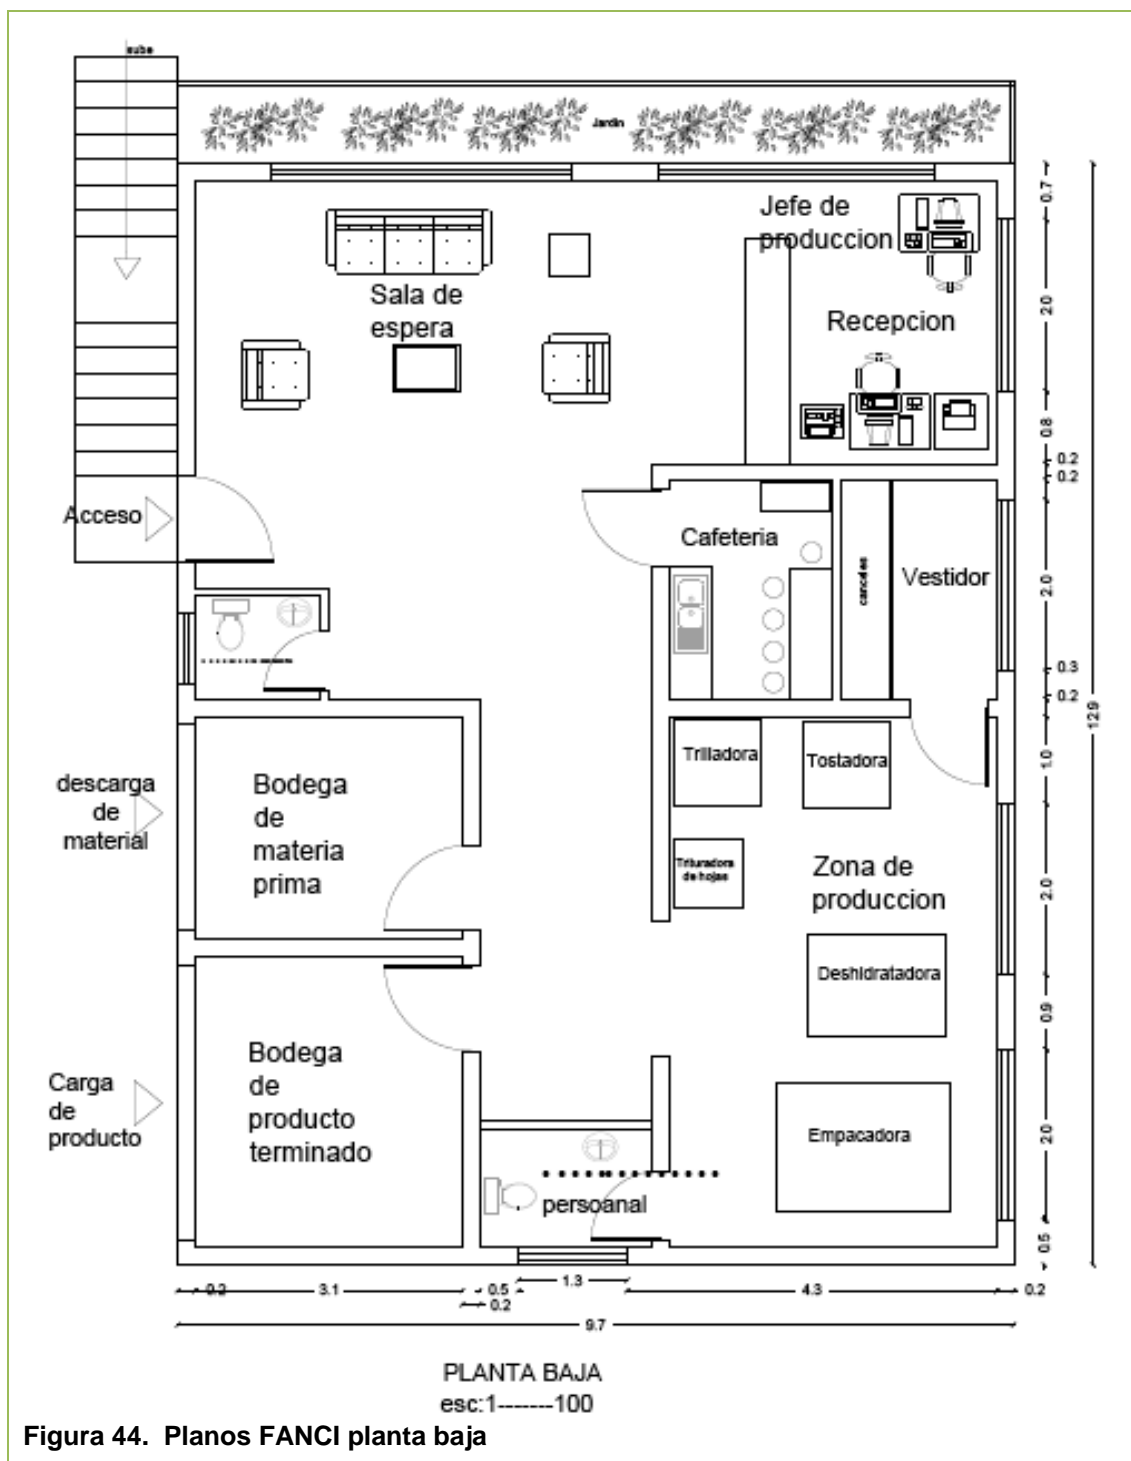 sube
Jardin
Jefe de
produccion
Sala de
espera
Recepcion
Acceso
Cafeteria
canceles
Vestidor
descarga
de
material
Bodega
de
materia
prima
Trilladora
Tostadora
Trituradora
de hojas
Zona de
produccion
Deshidratadora
Carga
de
producto
Bodega
de
producto
terminado
Empacadora
persoanal
0.7
2.0
0.8
0.2
0.2
2.0
0.3
0.2
1.0
2.0
0.9
2.0
0.5
12.9
0.2
3.1
0.5
0.2
1.3
4.3
0.2
9.7
PLANTA BAJA
esc:1-------100
Figura 44. Planos FANCI planta baja